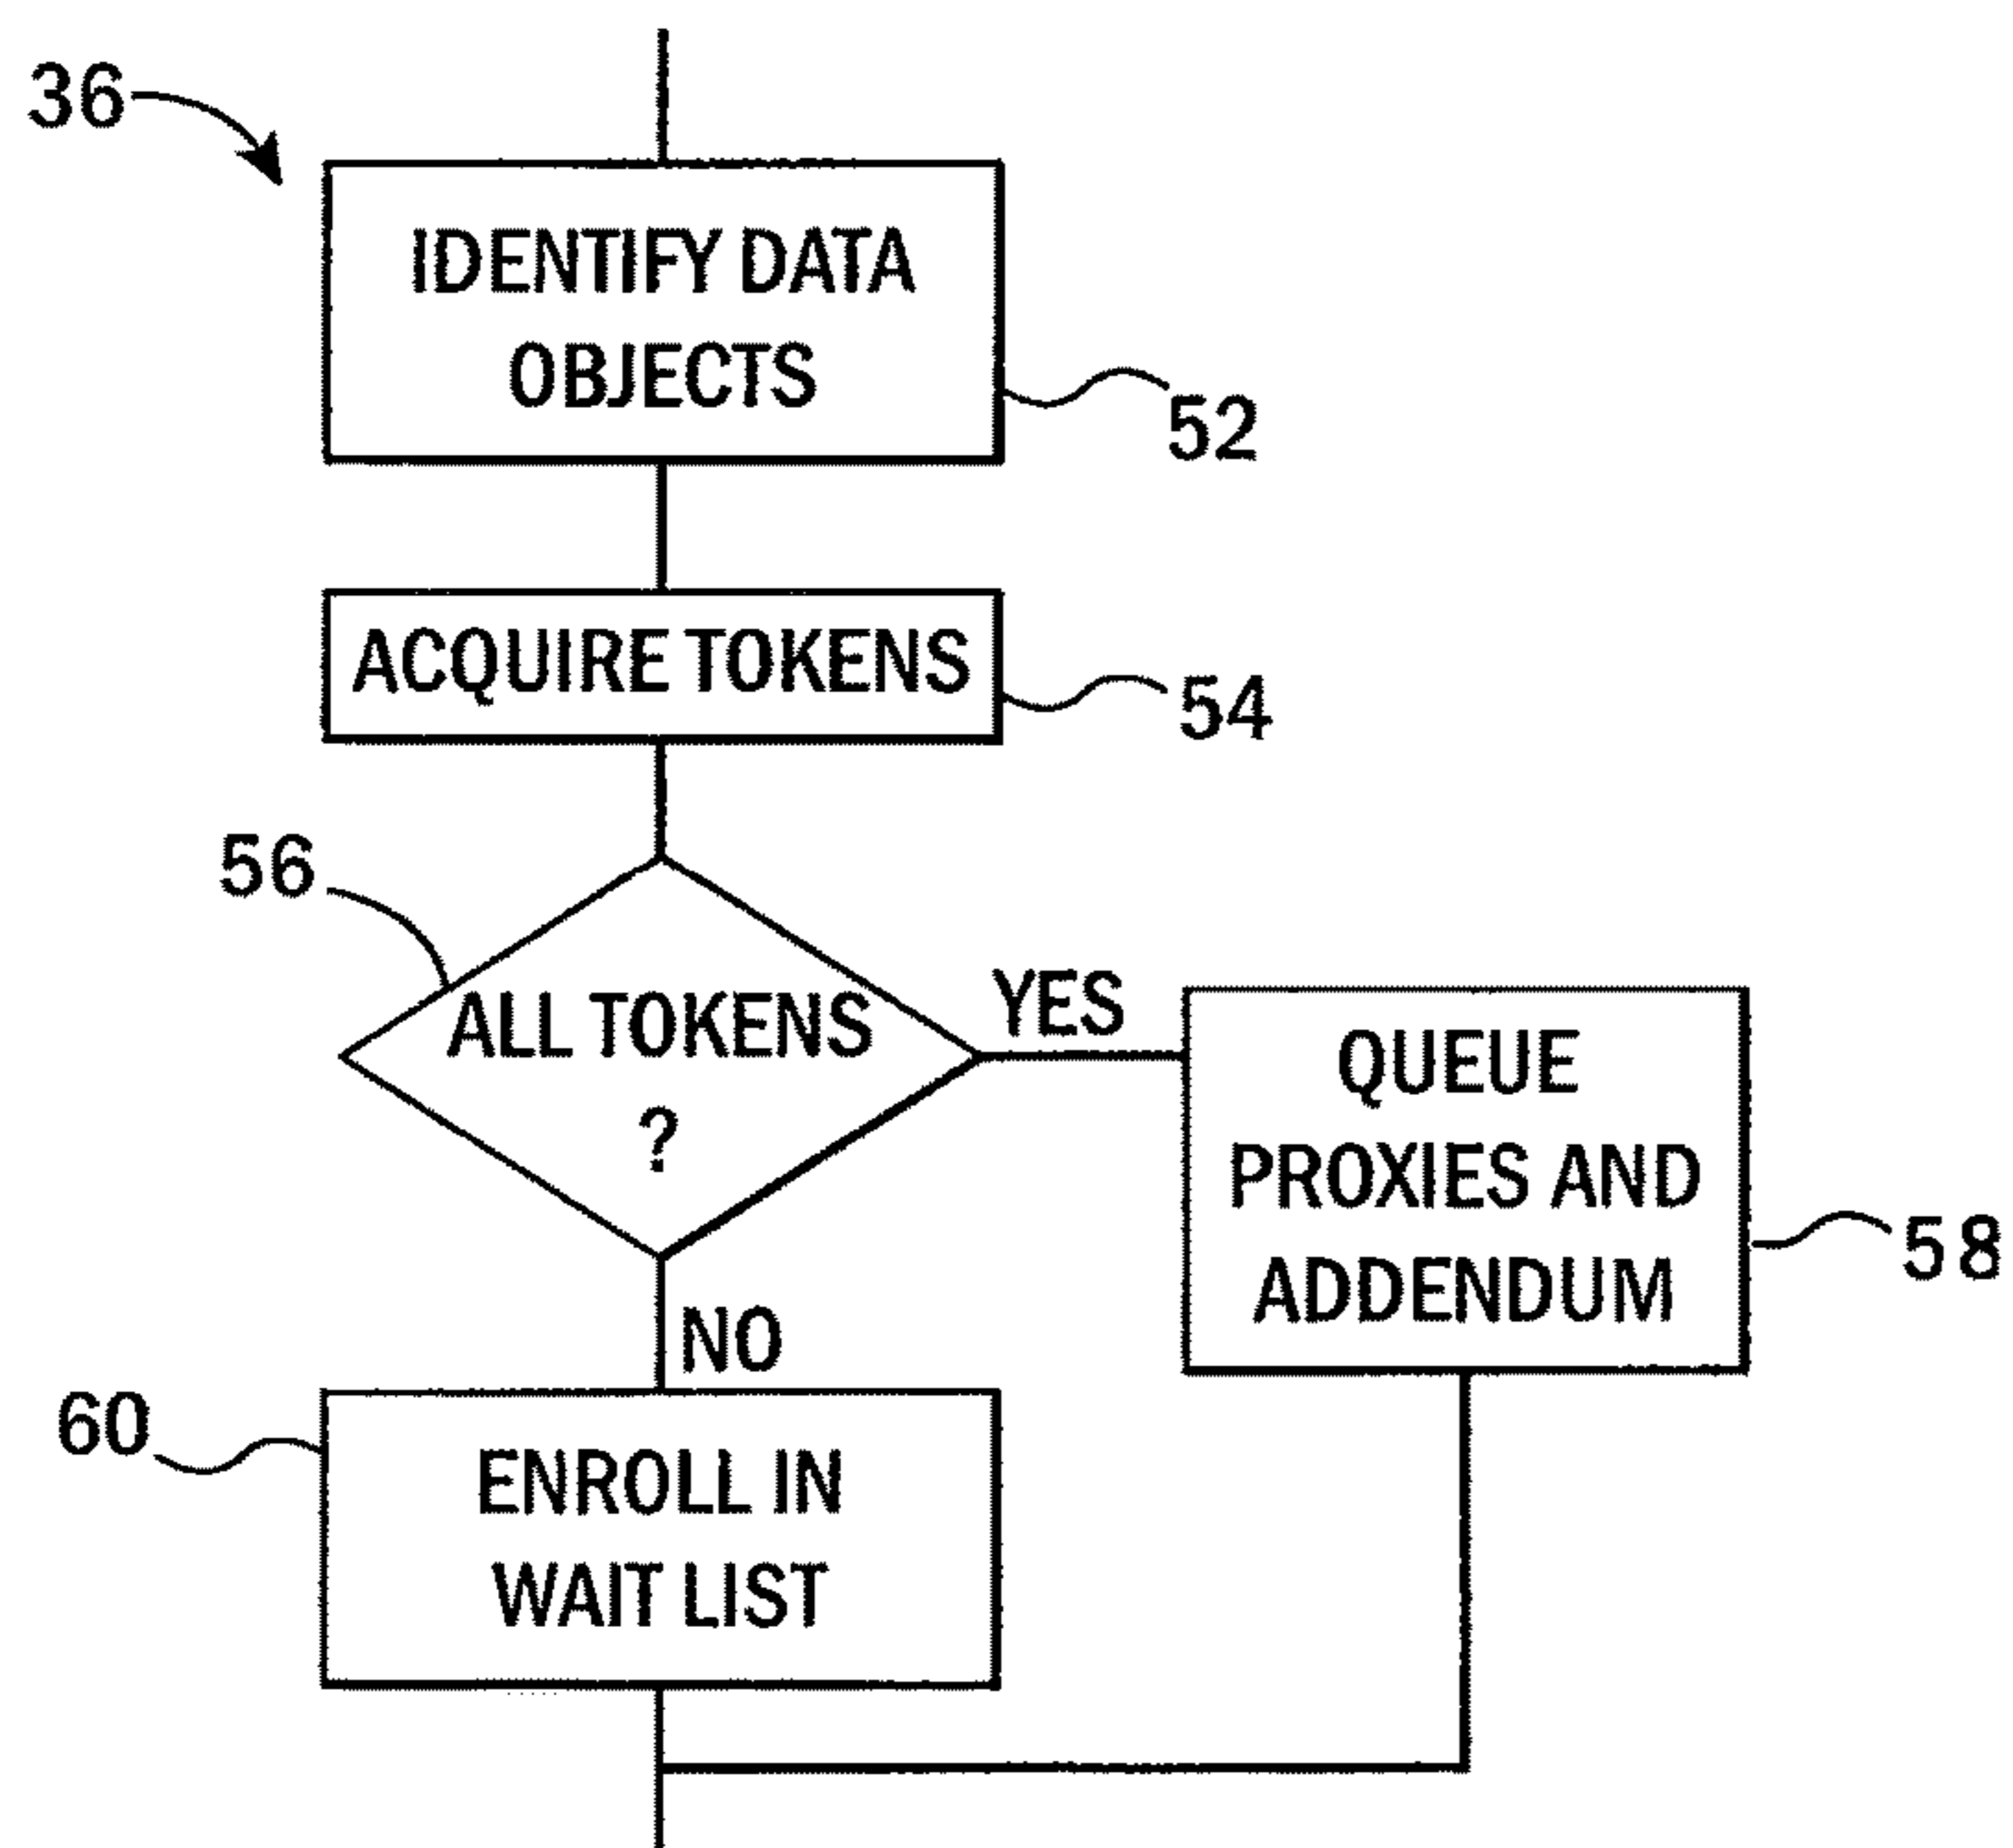 36
IDENTIFY DATA
OBJECTS
52
ACQUIRE TOKENS
54
56
ALL TOKENS
?
YES
QUEUE
PROXIES AND
ADDENDUM
58
NO
60
ENROLL IN
WAIT LIST